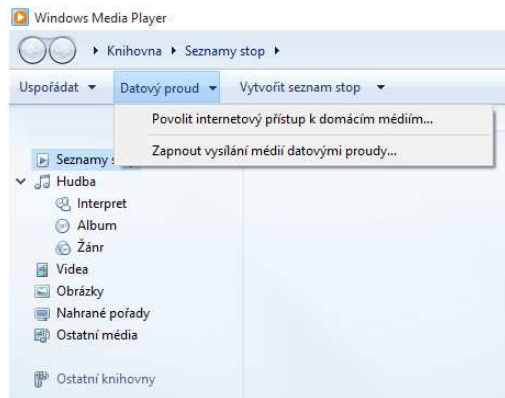 Windows Media Player
Knihovna Seznamy stop
Uspořádat Datový proud Vytvořit seznam stop
Povolit internetový přístup k domácím médiím...
Zapnout vysílání médií datovými proudy...
Seznamy
Hudba
Interpret
Album
Žánr
Videa
Obrázky
Nahrané pořady
Ostatní média
Ostatní knihovny